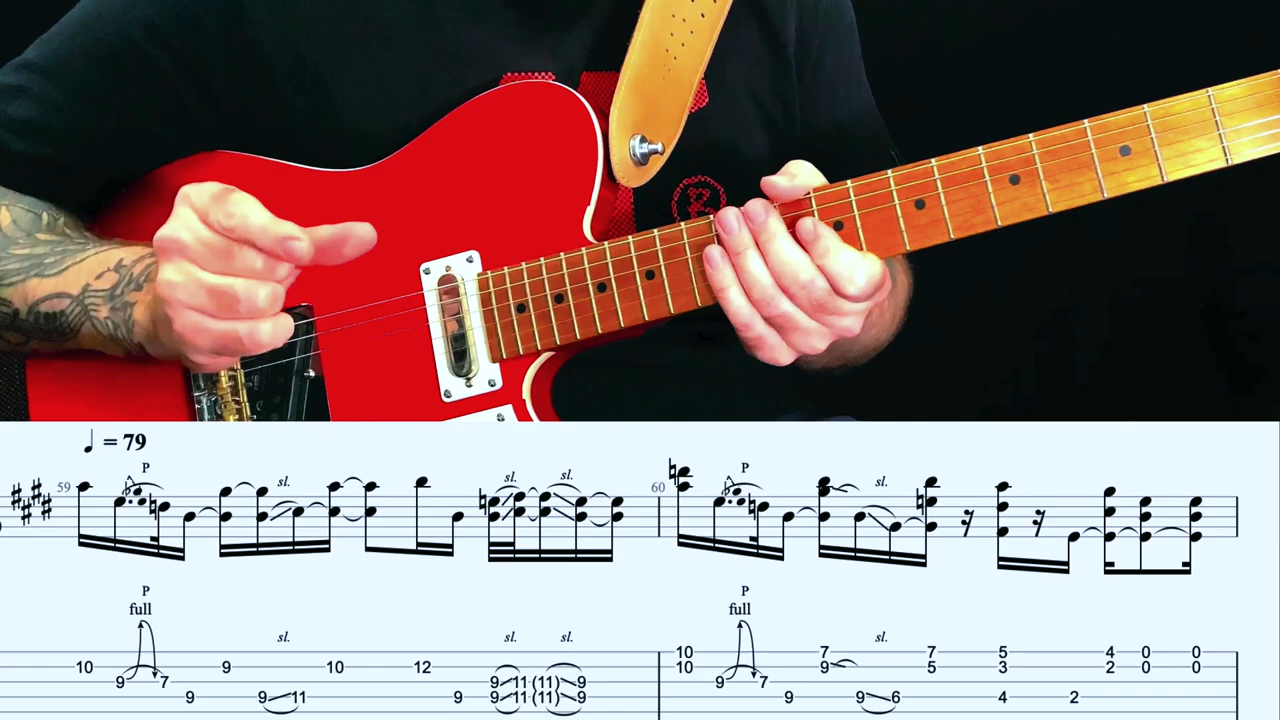 ♩ = 79
P
sl.
sl.
sl.
P
sl.
59
60
P
full
P
full
sl.
sl.
sl.
sl.
10 7 7 5 4 0 0
10 9 10 12 10 9 5 3 2 0 0
9 7 9 11 (11) 9 9 7
9 9 11 9 9 11 (11) 9 9 9 6 4 2
R